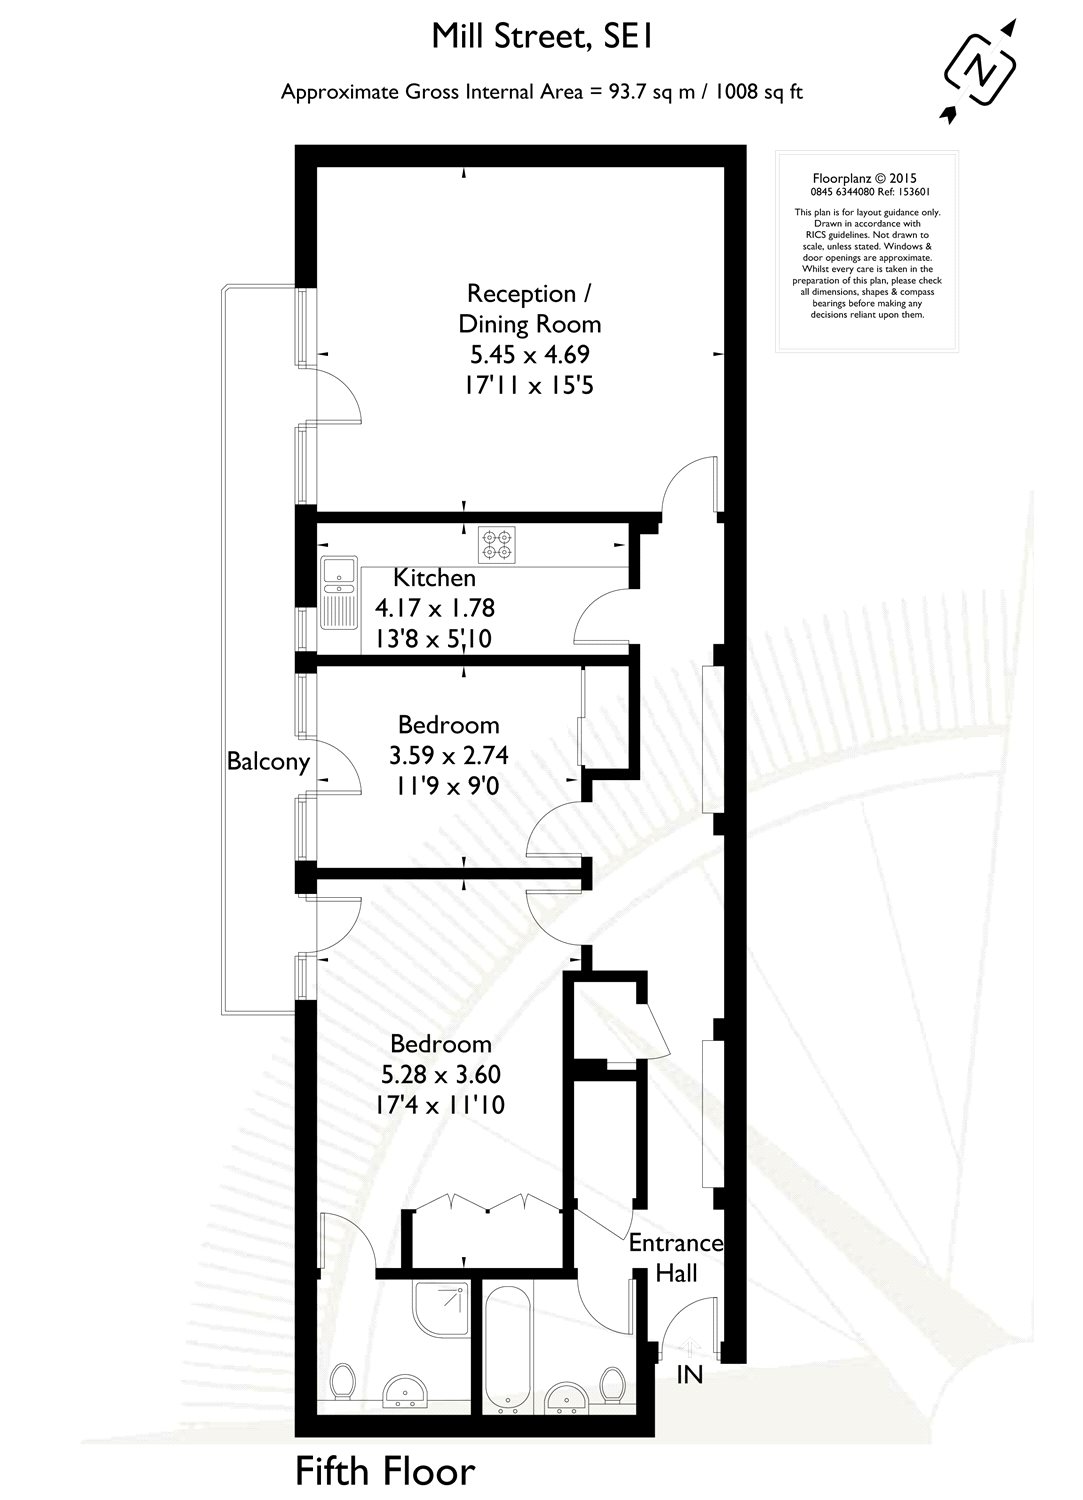 Mill Street, SE1
Approximate Gross Internal Area = 93.7 sq m / 1008 sq ft
N
Floorplanz © 2015
0845 6344080 Ref: 153601
This plan is for layout guidance only.
Drawn in accordance with
RICS guidelines. Not drawn to
scale, unless stated. Windows &
door openings are approximate.
Whilst every care is taken in the
preparation of this plan, please check
all dimensions, shapes & compass
bearings before making any
decisions reliant upon them.
Reception /
Dining Room
5.45 x 4.69
17'11 x 15'5
Kitchen
4.17 x 1.78
13'8 x 5'10
Bedroom
3.59 x 2.74
11'9 x 9'0
Balcony
Bedroom
5.28 x 3.60
17'4 x 11'10
Entrance
Hall
IN
Fifth Floor